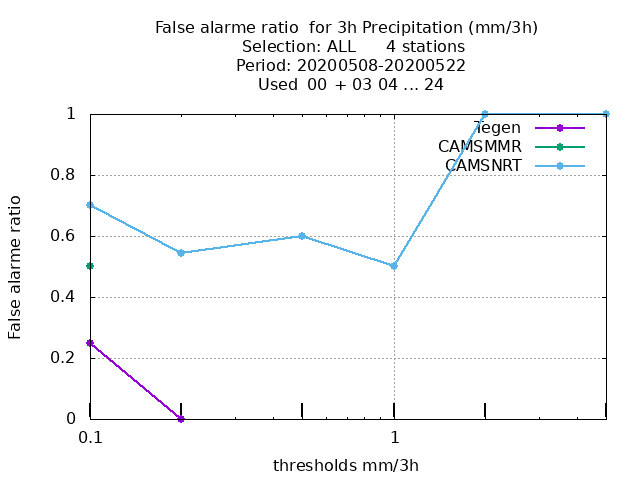 False alarme ratio  for 3h Precipitation (mm/3h)
Selection: ALL      4 stations
Period: 20200508-20200522
Used  00  + 03 04 ... 24
1
0.8
0.6
0.4
0.2
0
False alarme ratio
Tegen
CAMSMMR
CAMSNRT
0.1
1
thresholds mm/3h